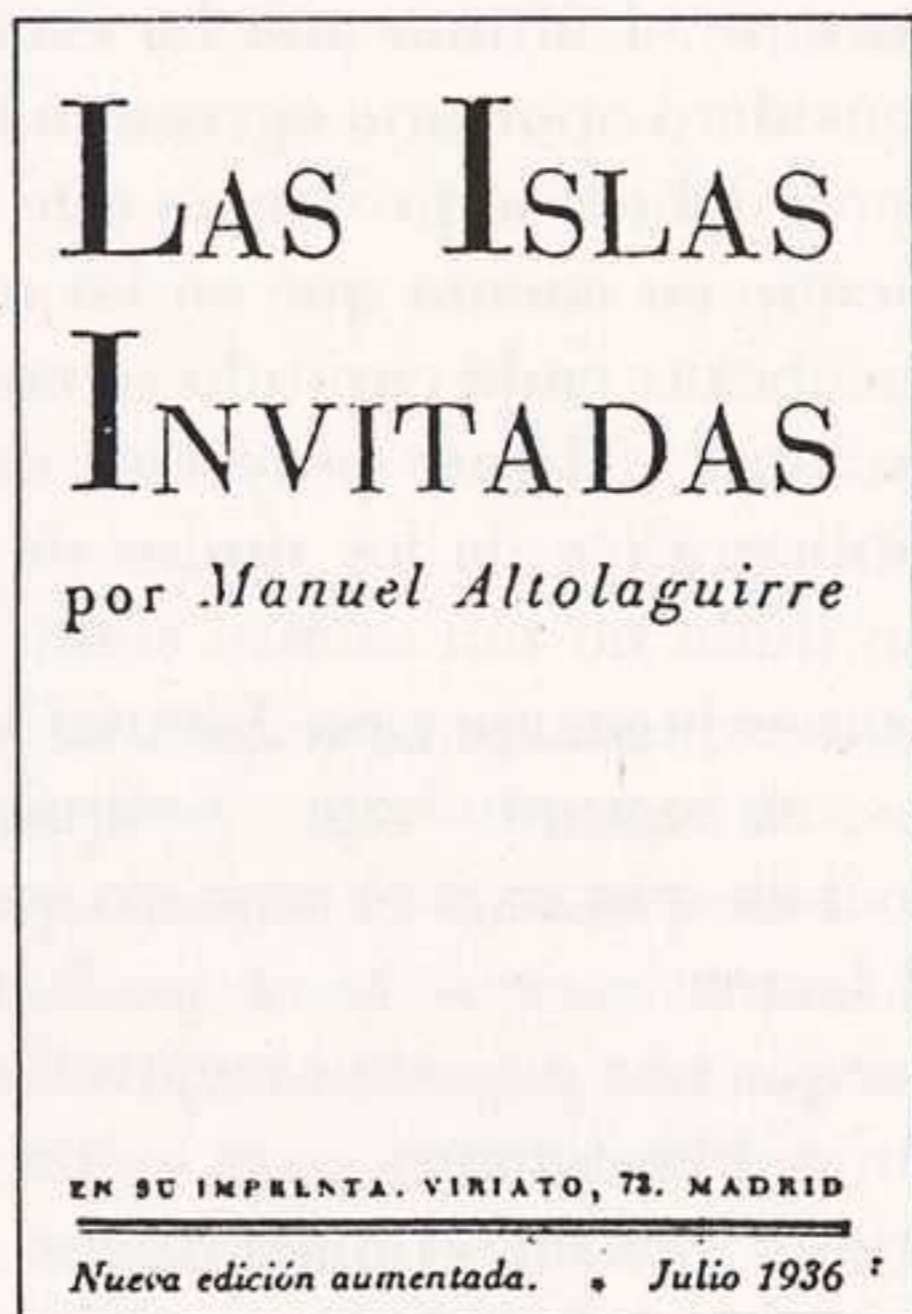 LAS ISLAS
INVITADAS
por Manuel Altolaguirre
EN SU IMPRENTA. VIRIATO, 73. MADRID
Nueva edición aumentada. * Julio 1936